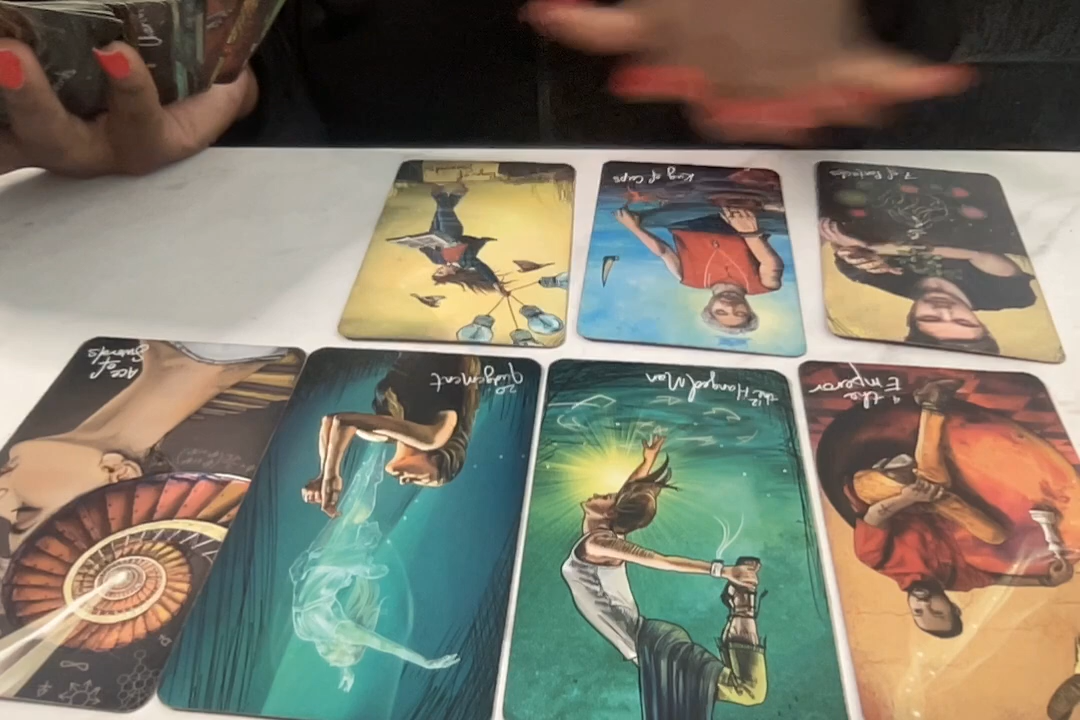 King of Cups
7 of Pentacles
Ace
of
Swords
20
Judgement
12
the Hanged Man
4 the
Emperor